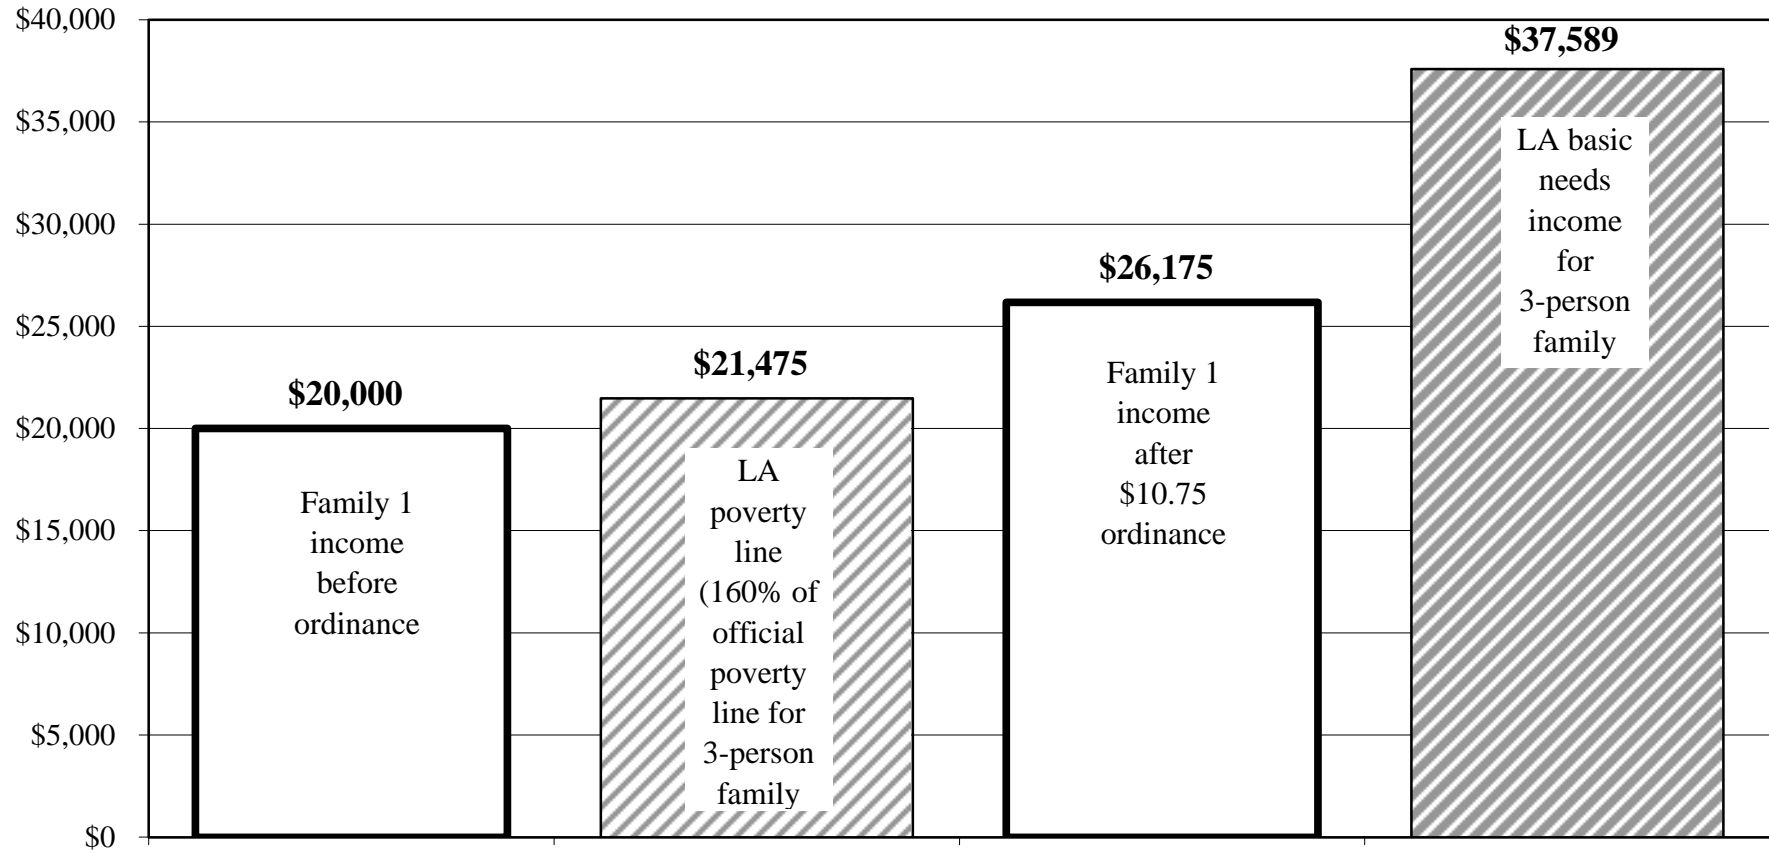 $40,000
$35,000
$30,000
$25,000
$20,000
$15,000
$10,000
$5,000
$0
$20,000
Family 1
income
before
ordinance
$21,475
LA
poverty
line
(160% of
official
poverty
line for
3-person
family
$26,175
Family 1
income
after
$10.75
ordinance
$37,589
LA basic
needs
income
for
3-person
family